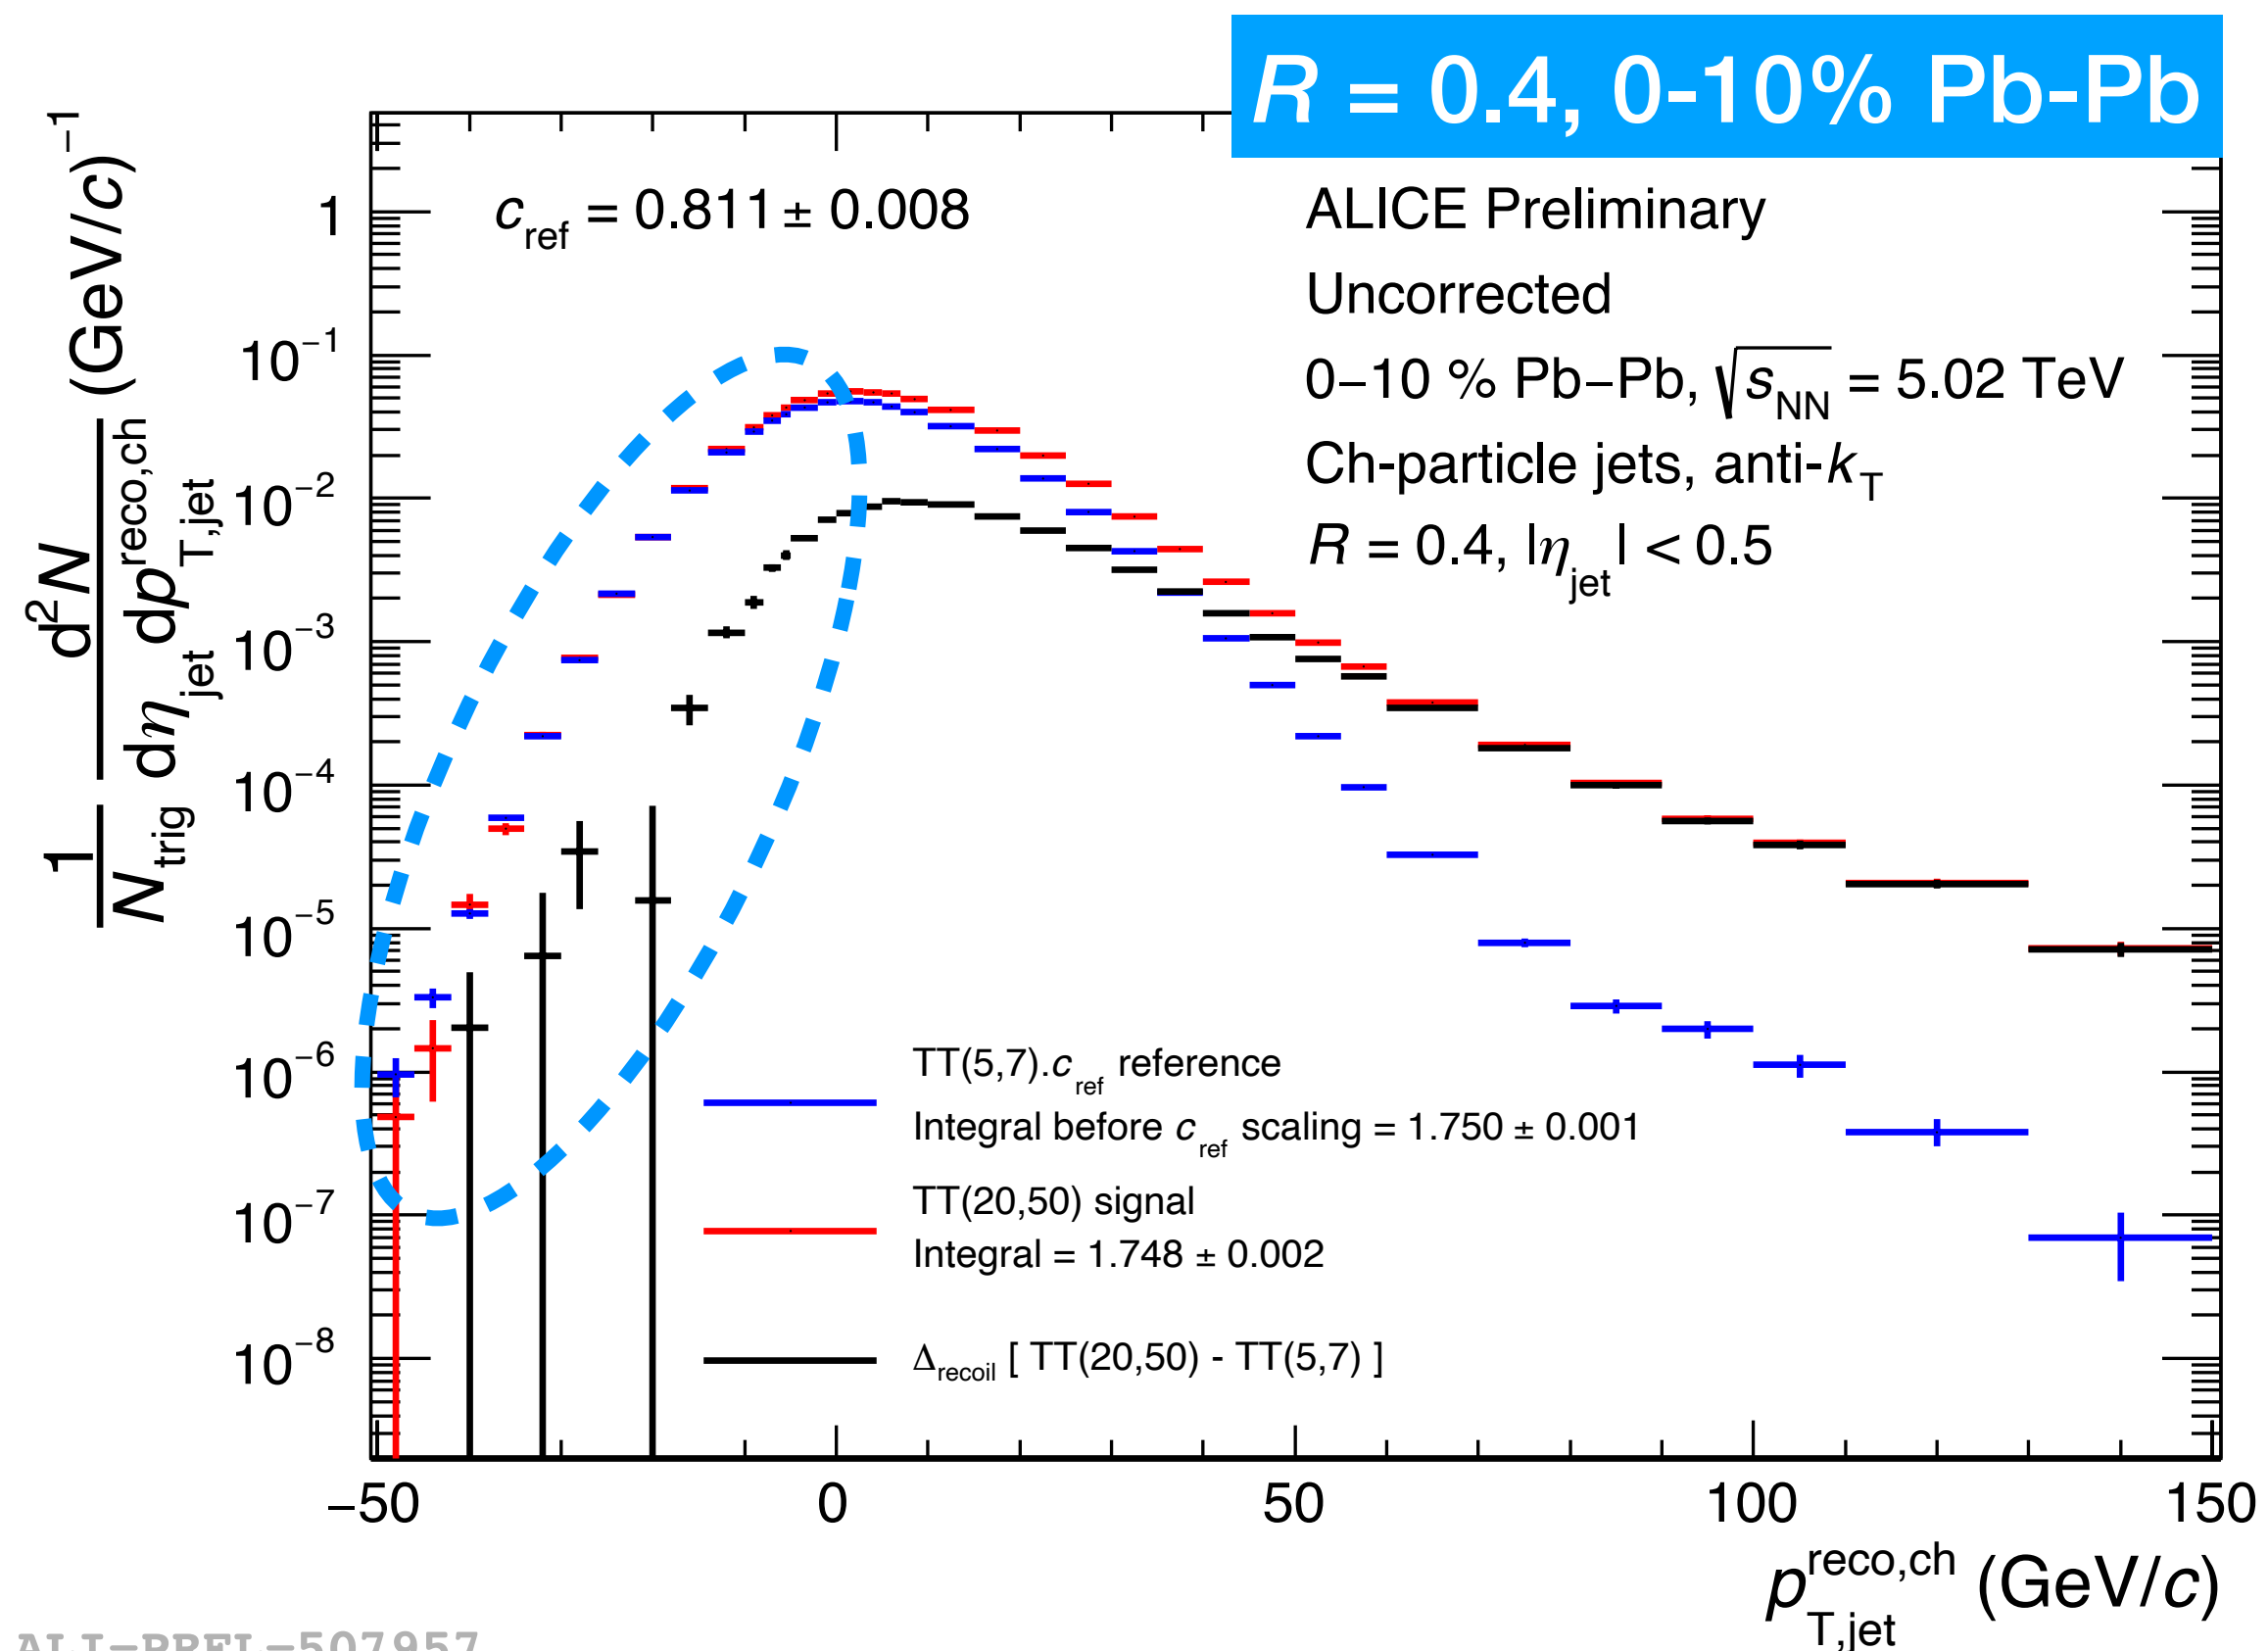 R = 0.4, 0-10% Pb-Pb
1/N_trig d²N/dη_jet dp_T,jet^reco,ch (GeV/c)⁻¹
c_ref = 0.811 ± 0.008
ALICE Preliminary
Uncorrected
0−10 % Pb−Pb, √s_NN = 5.02 TeV
Ch-particle jets, anti-k_T
R = 0.4, |η_jet| < 0.5
1
10⁻¹
10⁻²
10⁻³
10⁻⁴
10⁻⁵
10⁻⁶
10⁻⁷
10⁻⁸
TT(5,7).c_ref reference
Integral before c_ref scaling = 1.750 ± 0.001
TT(20,50) signal
Integral = 1.748 ± 0.002
Δ_recoil [ TT(20,50) - TT(5,7) ]
−50 0 50 100 150
p_T,jet^reco,ch (GeV/c)
ALI-PREL-507957